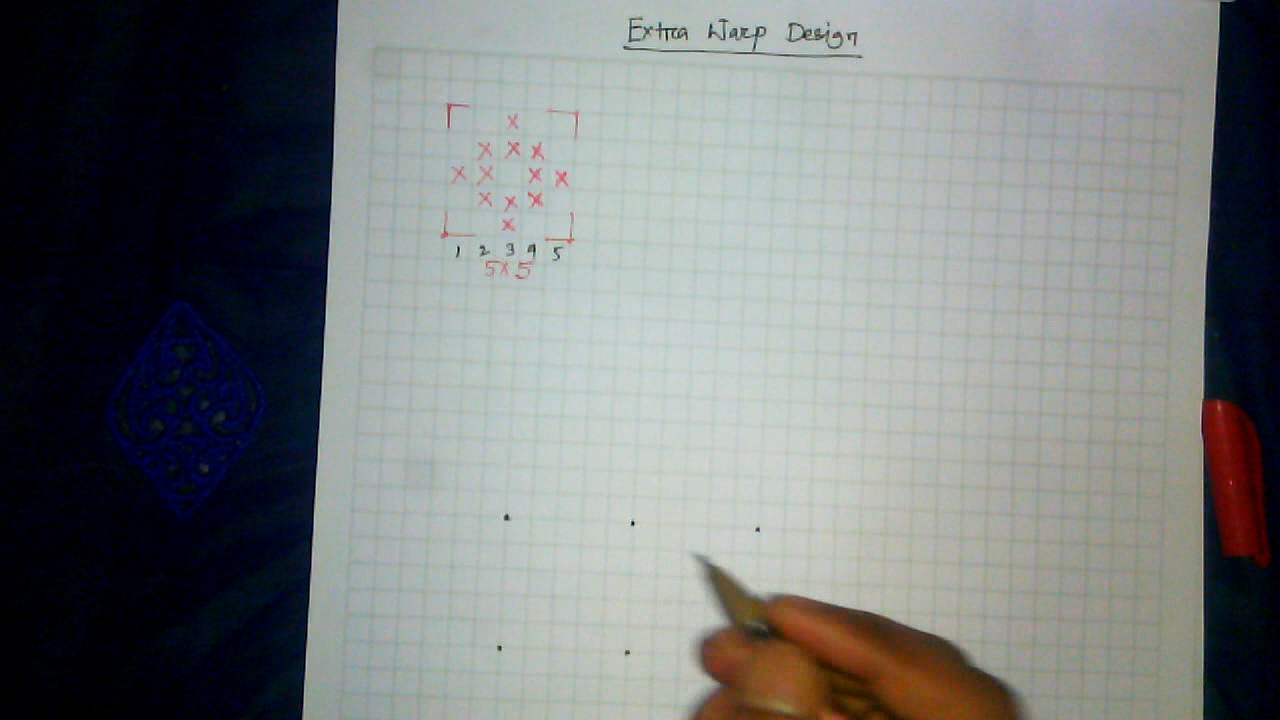 Extra Warp Design
x
x x x
x x x x
x x x
x
1 2 3 4 5
5x5